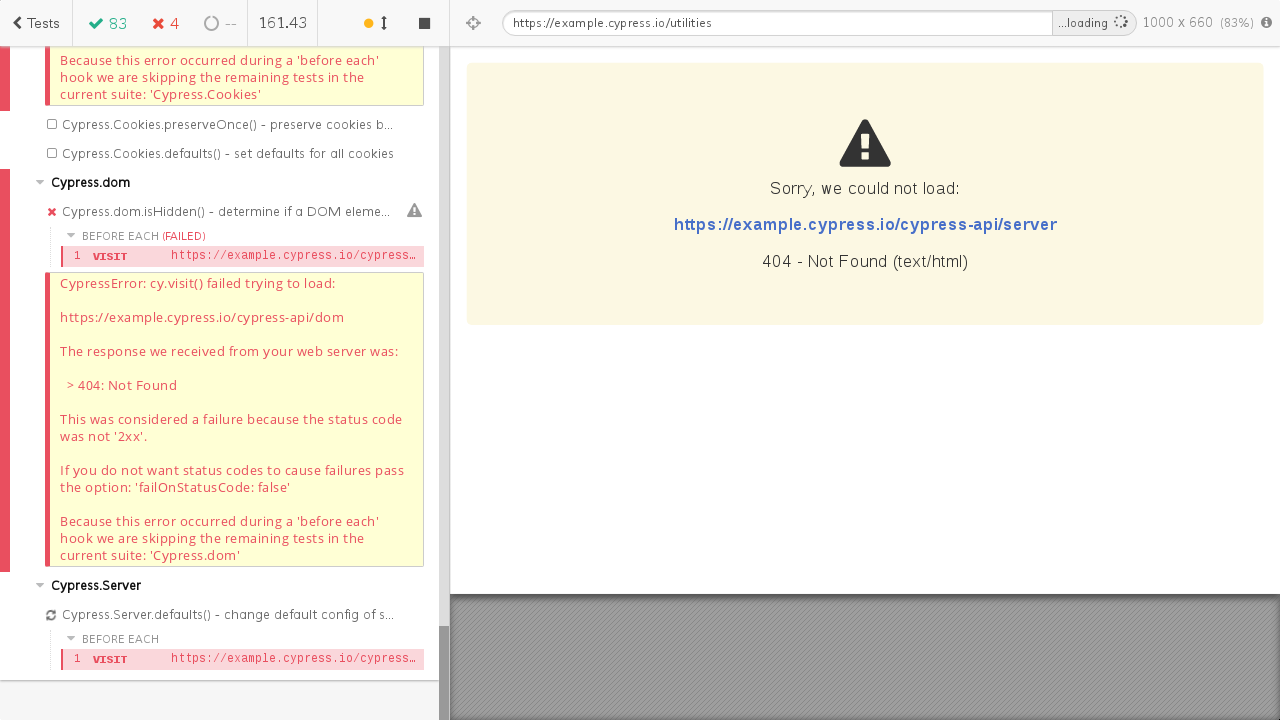 Tests
83
4
--
161.43
https://example.cypress.io/utilities
...loading
1000 x 660 (83%)
Because this error occurred during a 'before each'
hook we are skipping the remaining tests in the
current suite: 'Cypress.Cookies'
Cypress.Cookies.preserveOnce() - preserve cookies b...
Cypress.Cookies.defaults() - set defaults for all cookies
Cypress.dom
Cypress.dom.isHidden() - determine if a DOM eleme...
BEFORE EACH (FAILED)
1 VISIT https://example.cypress.io/cypress...
CypressError: cy.visit() failed trying to load:
https://example.cypress.io/cypress-api/dom
The response we received from your web server was:
> 404: Not Found
This was considered a failure because the status code
was not '2xx'.
If you do not want status codes to cause failures pass
the option: 'failOnStatusCode: false'
Because this error occurred during a 'before each'
hook we are skipping the remaining tests in the
current suite: 'Cypress.dom'
Cypress.Server
Cypress.Server.defaults() - change default config of s...
BEFORE EACH
1 VISIT https://example.cypress.io/cypress...
Sorry, we could not load:
https://example.cypress.io/cypress-api/server
404 - Not Found (text/html)